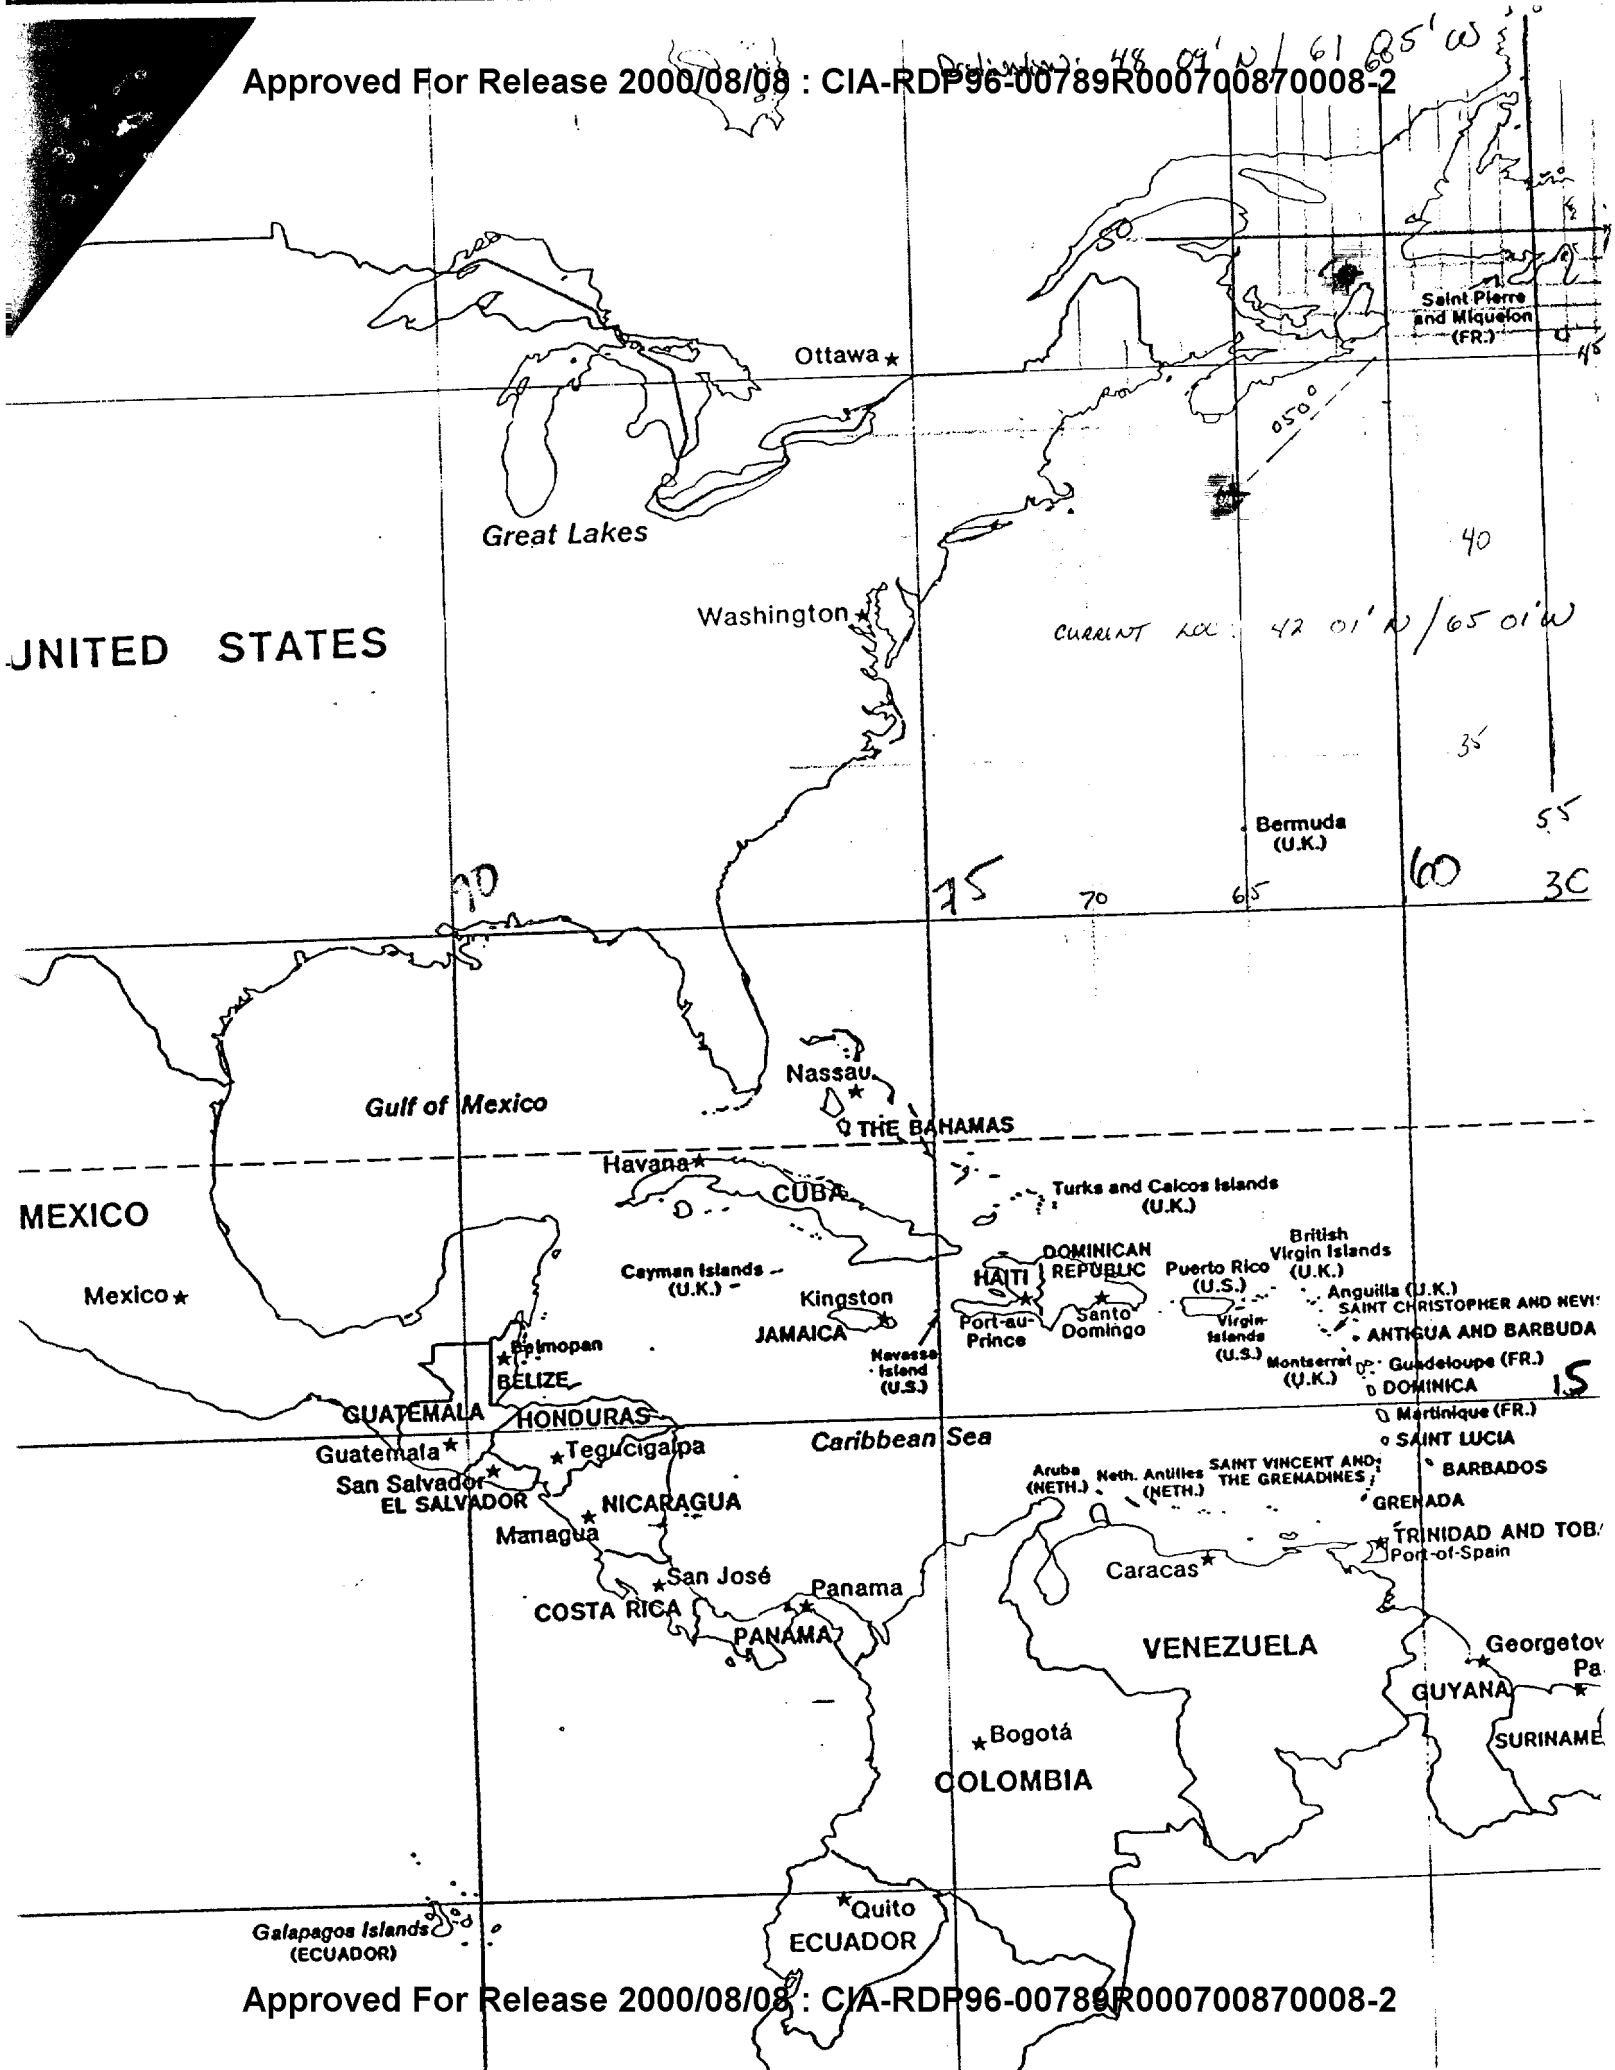 Destination: 48 09' N / 61 05' W
Approved For Release 2000/08/08 : CIA-RDP96-00789R000700870008-2
50
Saint Pierre
and Miquelon
(FR.)
45
Ottawa
050°
Great Lakes
40
Washington
CURRENT LOC: 42 01' N / 65 01' W
UNITED STATES
35
Bermuda
(U.K.)
55
90
75
70
65
60
30
Nassau
Gulf of Mexico
THE BAHAMAS
Havana
CUBA
Turks and Caicos Islands
(U.K.)
MEXICO
British
Virgin Islands
(U.K.)
DOMINICAN
REPUBLIC
HAITI
Puerto Rico
(U.S.)
Cayman Islands
(U.K.)
Anguilla (U.K.)
Mexico
Kingston
SAINT CHRISTOPHER AND NEVI
JAMAICA
Port-au-
Prince
Santo
Domingo
Virgin
Islands
(U.S.)
ANTIGUA AND BARBUDA
Navassa
Island
(U.S.)
Montserrat
(U.K.)
Guadeloupe (FR.)
Belmopan
BELIZE
DOMINICA
15
GUATEMALA
HONDURAS
Martinique (FR.)
Guatemala
Tegucigalpa
Caribbean Sea
SAINT LUCIA
San Salvador
EL SALVADOR
Aruba
(NETH.)
Neth. Antilles
(NETH.)
SAINT VINCENT AND
THE GRENADINES
BARBADOS
NICARAGUA
GRENADA
Managua
TRINIDAD AND TOB
Port-of-Spain
San José
Panama
Caracas
COSTA RICA
PANAMA
VENEZUELA
Georgetow
Pa
GUYANA
Bogotá
SURINAME
COLOMBIA
Quito
ECUADOR
Galapagos Islands
(ECUADOR)
Approved For Release 2000/08/08 : CIA-RDP96-00789R000700870008-2